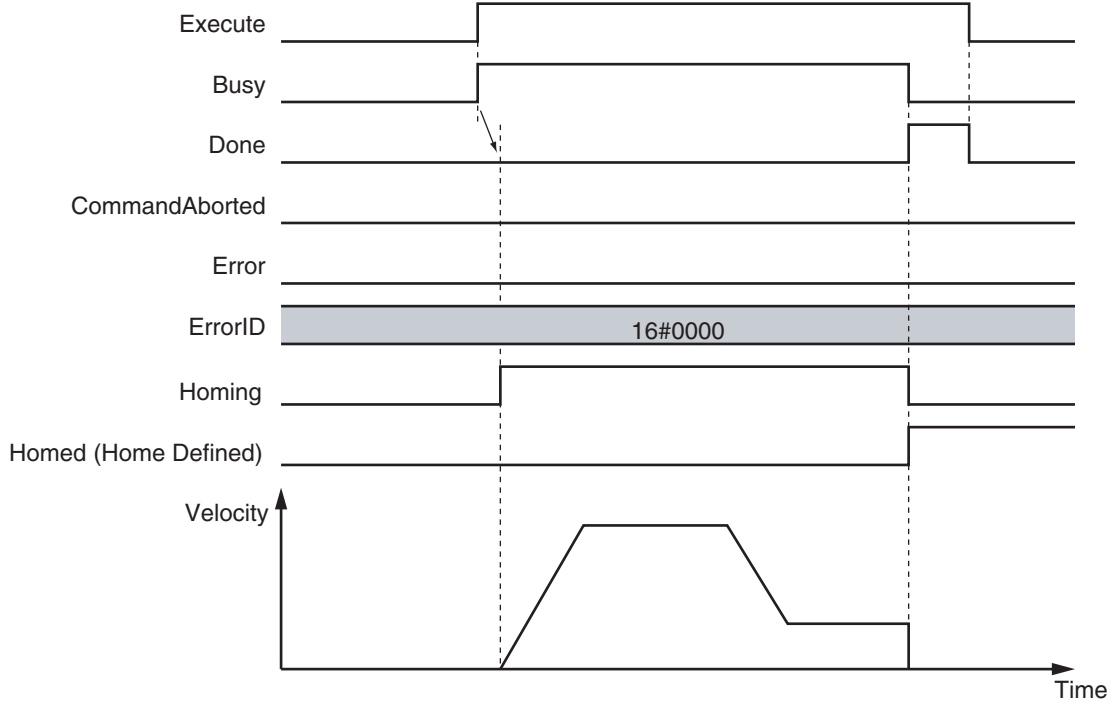 Execute
Busy
Done
CommandAborted
Error
ErrorID
16#0000
Homing
Homed (Home Defined)
Velocity
Time